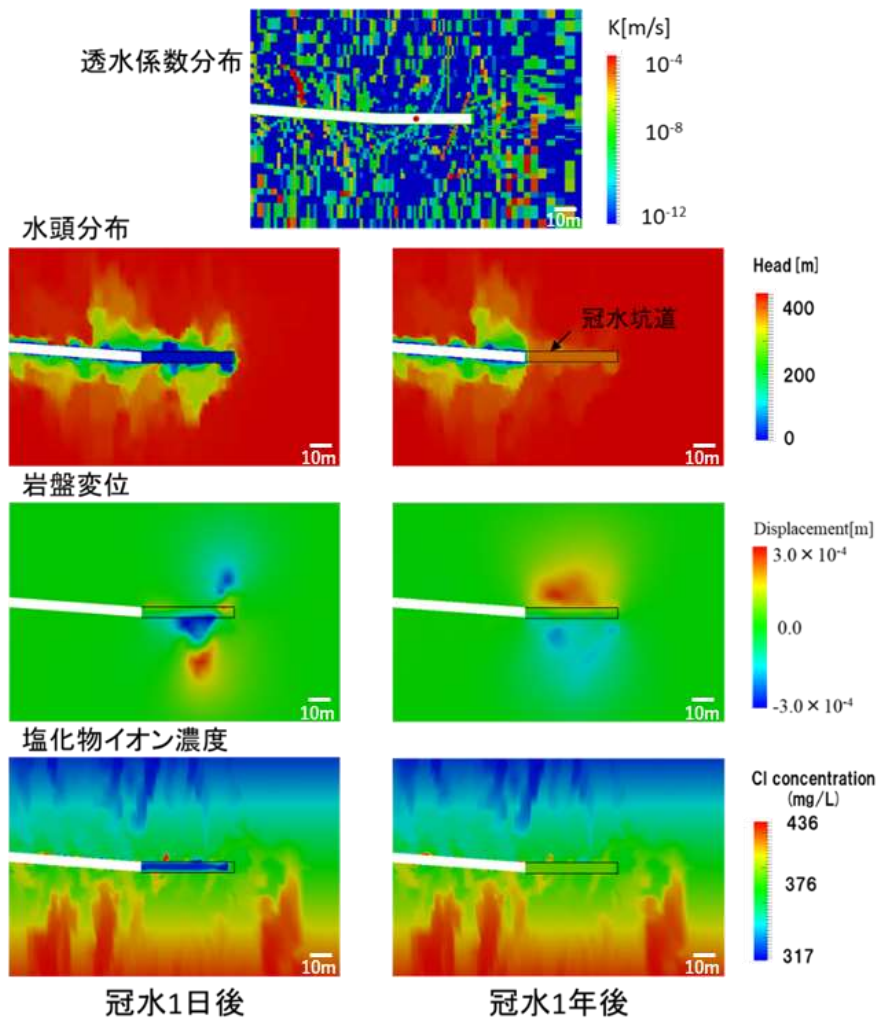 透水係数分布
K[m/s]
10-4
10-8
10-12
10m
水頭分布
冠水坑道
Head [m]
400
200
0
10m
10m
岩盤変位
Displacement[m]
3.0 × 10-4
0.0
-3.0 × 10-4
10m
10m
塩化物イオン濃度
Cl concentration
(mg/L)
436
376
317
10m
10m
冠水1日後
冠水1年後